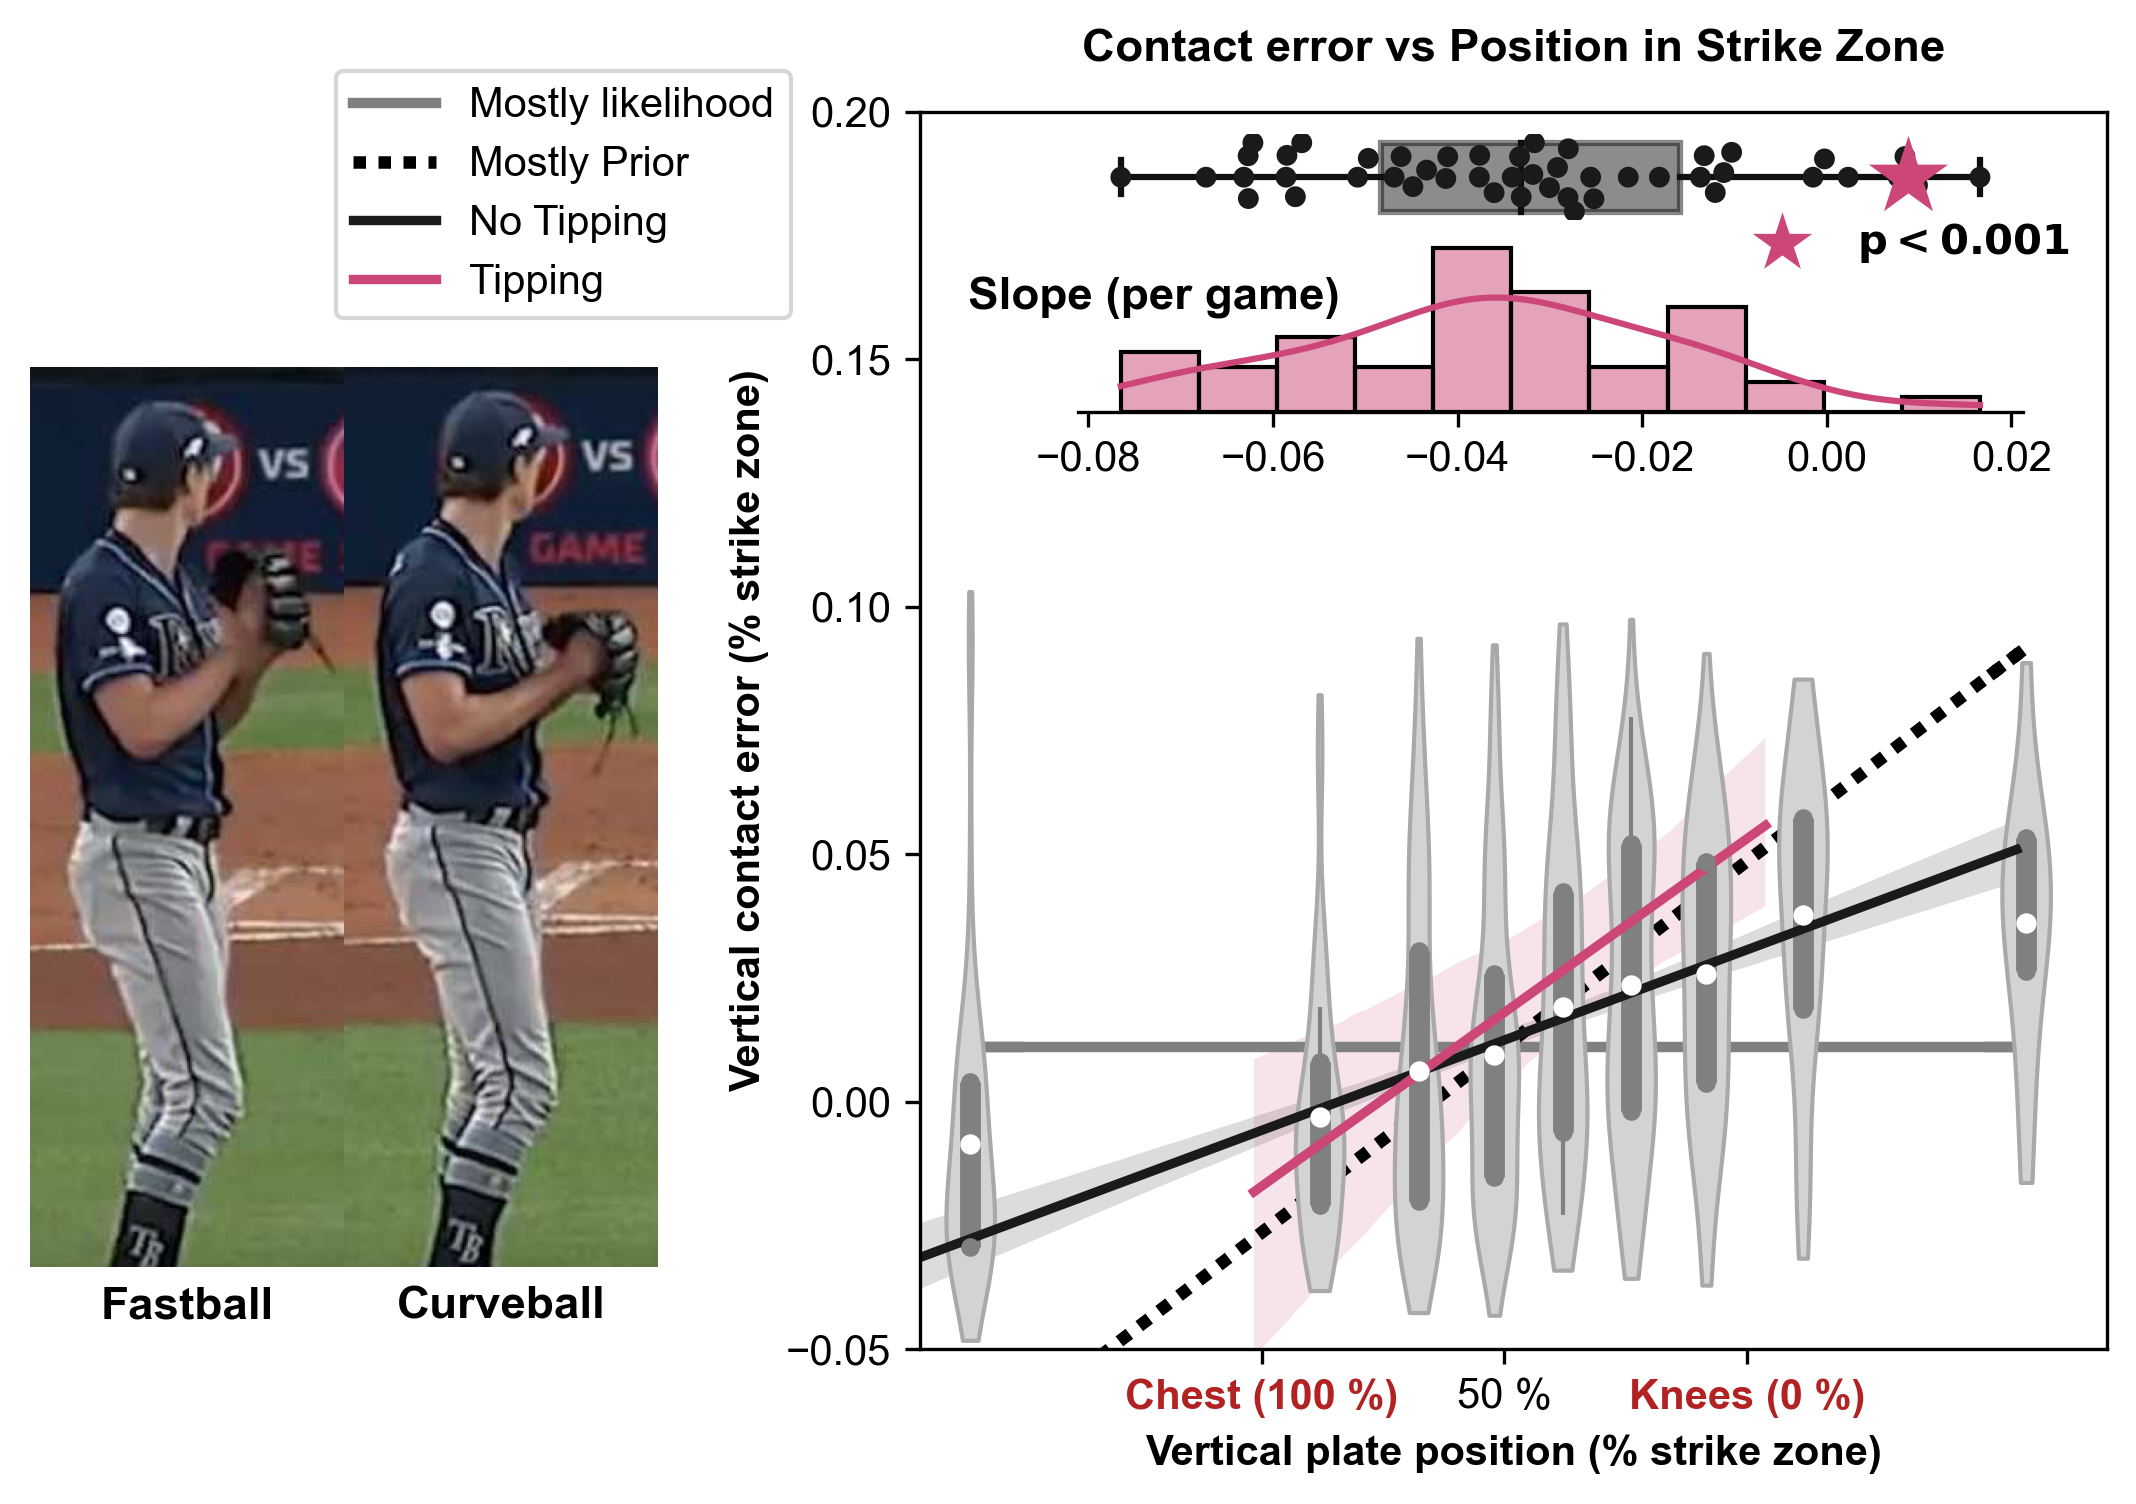 Contact error vs Position in Strike Zone
Mostly likelihood
Mostly Prior
No Tipping
Tipping
0.20
0.15
0.10
0.05
0.00
−0.05
Vertical contact error (% strike zone)
p < 0.001
Slope (per game)
−0.08 −0.06 −0.04 −0.02 0.00 0.02
VS VS
GAME GAME
TB TB
Fastball Curveball
Chest (100 %) 50 % Knees (0 %)
Vertical plate position (% strike zone)